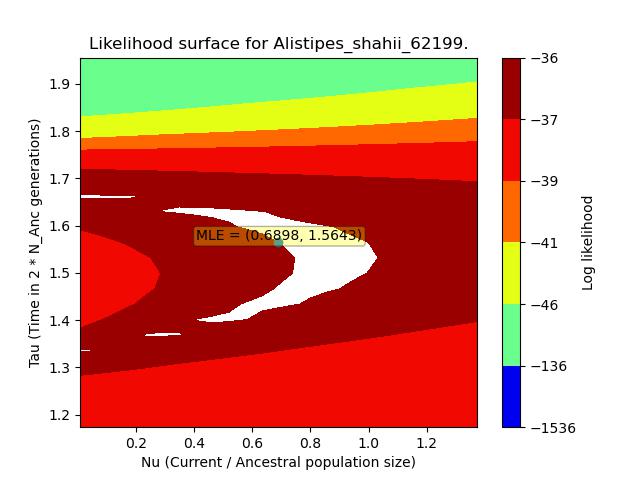 Likelihood surface for Alistipes_shahii_62199.
Tau (Time in 2 * N_Anc generations)
1.9
1.8
1.7
1.6
1.5
1.4
1.3
1.2
MLE = (0.6898, 1.5643)
0.2 0.4 0.6 0.8 1.0 1.2
Nu (Current / Ancestral population size)
−36
−37
−39
−41
−46
−136
−1536
Log likelihood